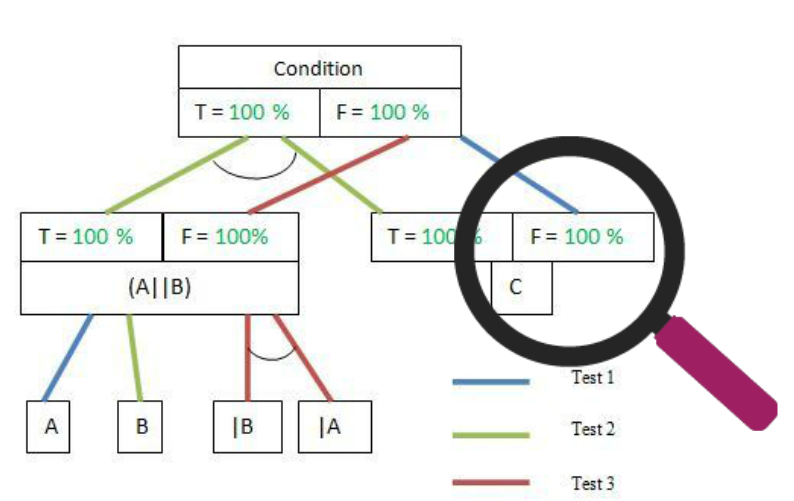 Condition
T = 100 % F = 100 %
T = 100 % F = 100% T = 100 % F = 100 %
(A||B) C
A B |B |A
Test 1
Test 2
Test 3